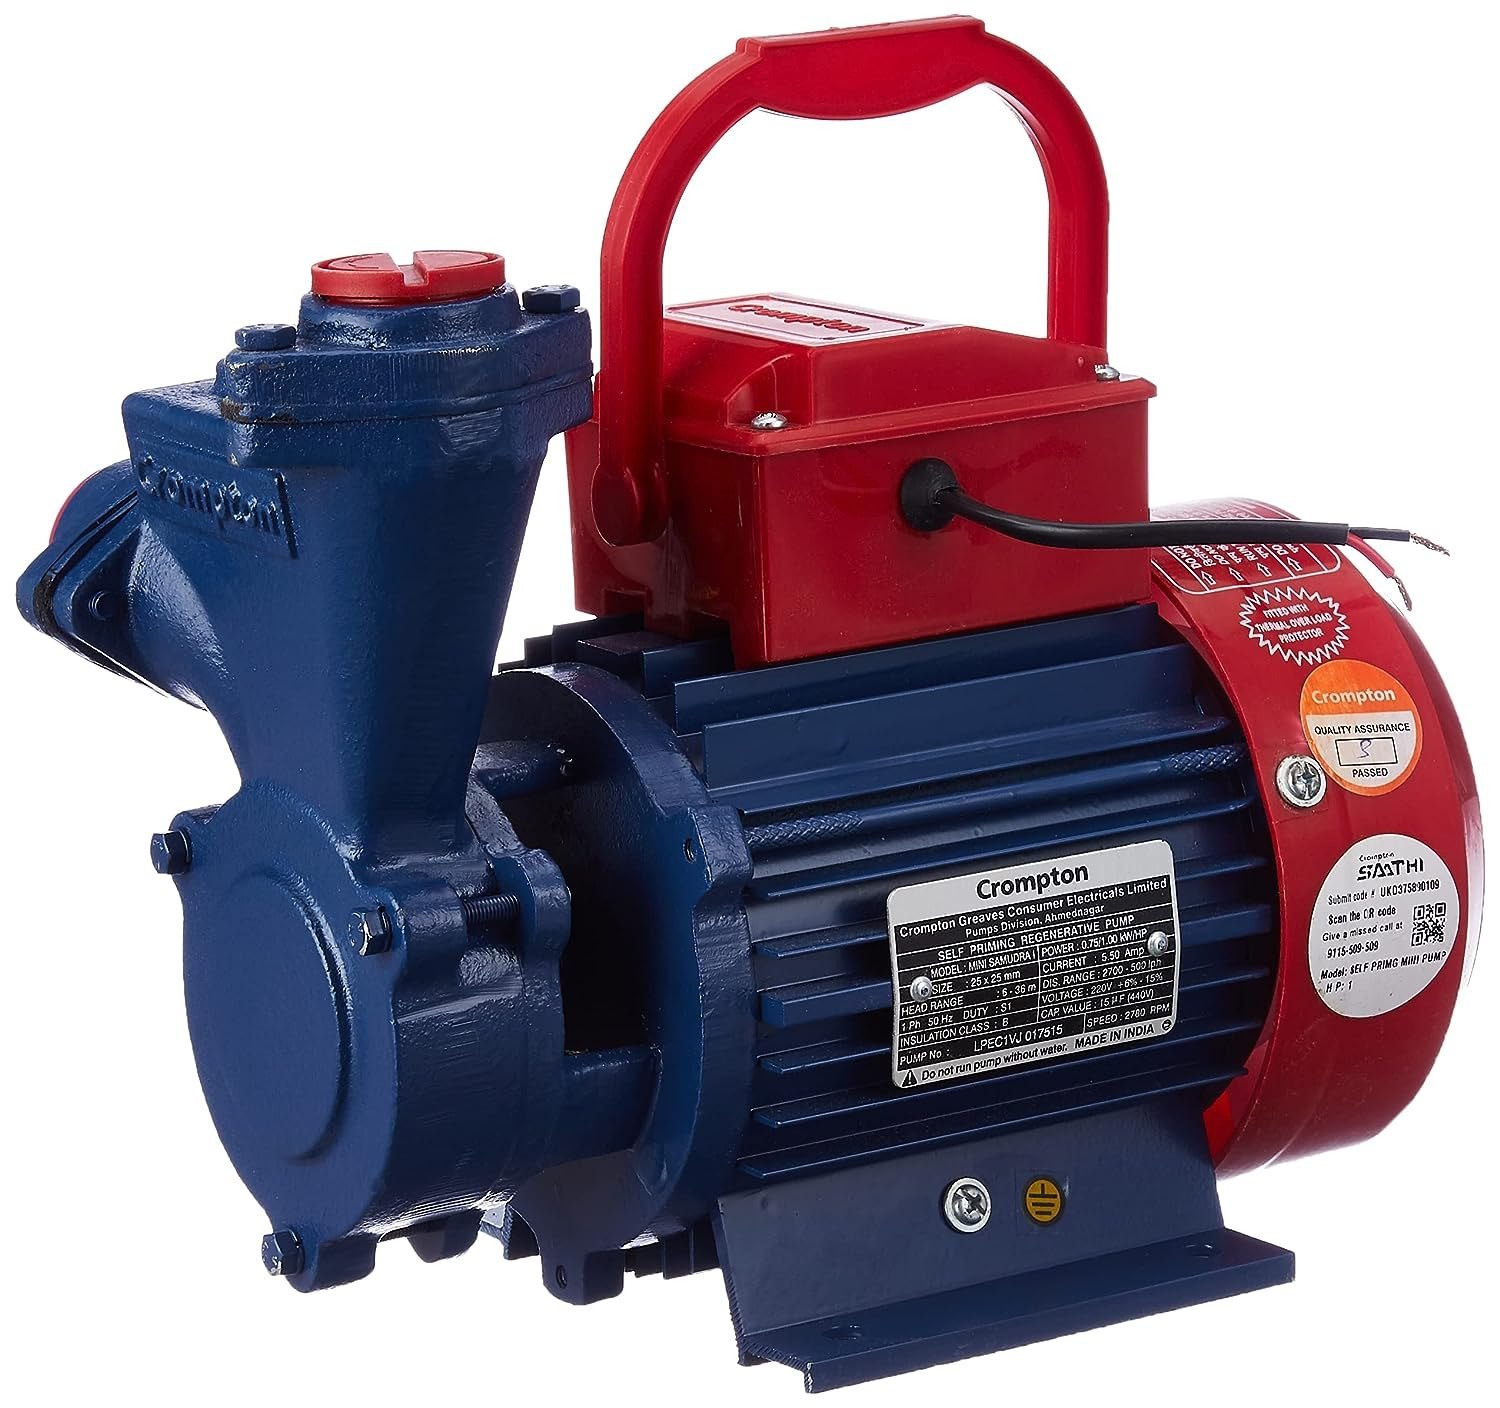 Crompton
Crompton
FITTED WITH
THERMAL OVER LOAD
PROTECTOR
Crompton
QUALITY ASSURANCE
PASSED
Crompton
SAATHI
Submit code # UKO375890109
Scan the QR code
Give a missed call at
9115-509-509
Model: SELF PRIMG MINI PUMP
HP: 1
Crompton
Crompton Greaves Consumer Electricals Limited
Pumps Division, Ahmednagar
SELF PRIMING REGENERATIVE PUMP
MODEL: MINI SAMUDRA I POWER : 0.75/1.00 kW/HP
SIZE : 25 x 25 mm CURRENT : 5.50 Amp
HEAD RANGE : 6 - 36 m DIS. RANGE : 2700 - 500 lph
1 Ph 50 Hz DUTY : S1 VOLTAGE : 220V +6% - 15%
INSULATION CLASS : B CAP. VALUE : 15 µF (440V)
PUMP No : LPEC1VJ 017515 SPEED : 2780 RPM
Do not run pump without water. MADE IN INDIA